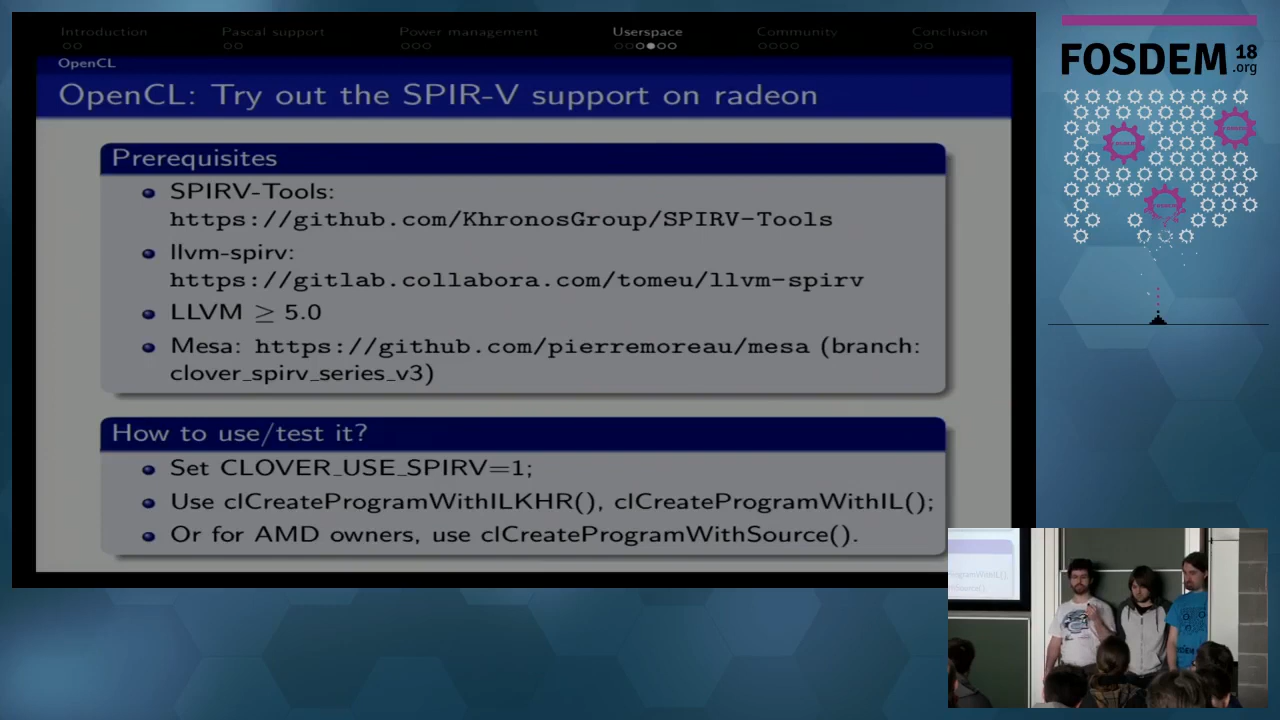 Introduction Pascal support Power management Userspace Community Conclusion
OpenCL
OpenCL: Try out the SPIR-V support on radeon
Prerequisites
SPIRV-Tools:
https://github.com/KhronosGroup/SPIRV-Tools
llvm-spirv:
https://gitlab.collabora.com/tomeu/llvm-spirv
LLVM ≥ 5.0
Mesa: https://github.com/pierremoreau/mesa (branch:
clover_spirv_series_v3)
How to use/test it?
Set CLOVER_USE_SPIRV=1;
Use clCreateProgramWithILKHR(), clCreateProgramWithIL();
Or for AMD owners, use clCreateProgramWithSource().
FOSDEM 18
.org